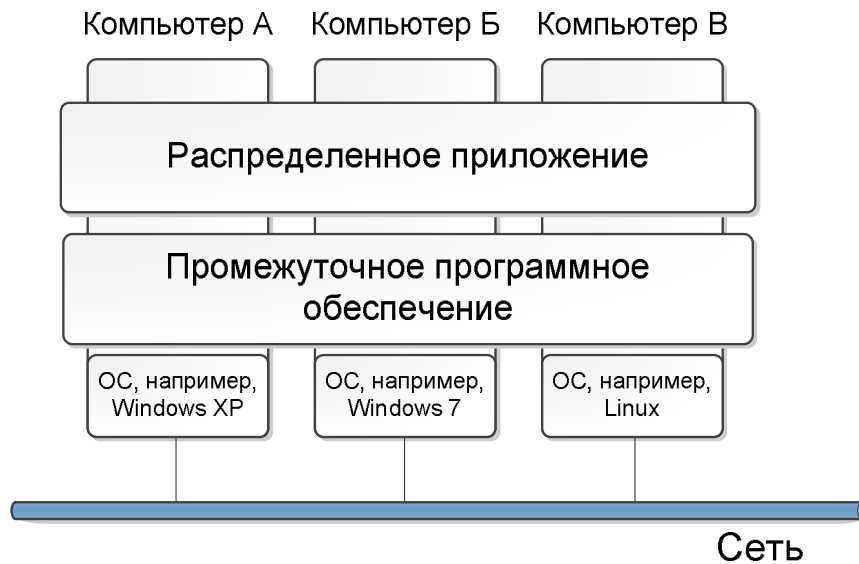 Компьютер А
Компьютер Б
Компьютер В
Распределенное приложение
Промежуточное программное
обеспечение
ОС, например,
Windows XP
ОС, например,
Windows 7
ОС, например,
Linux
Сеть